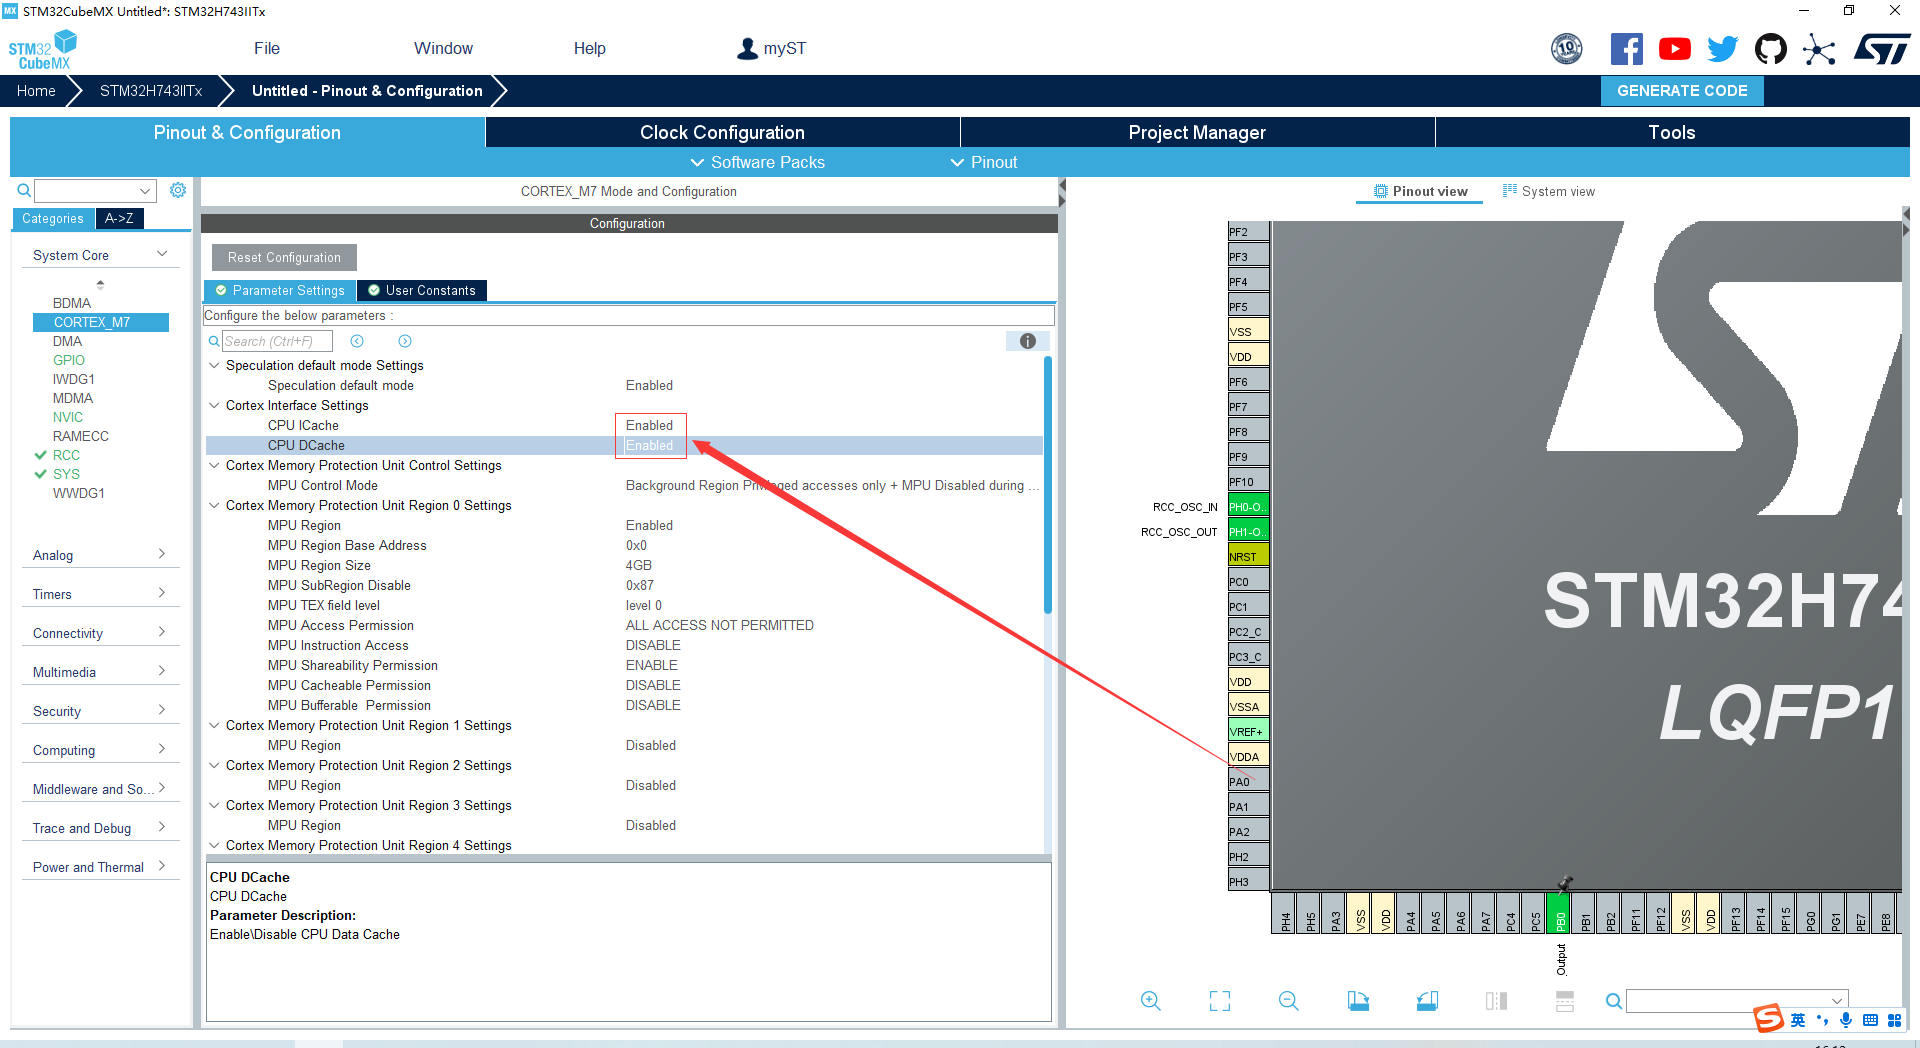 STM32CubeMX Untitled*: STM32H743IITx
STM32
CubeMX
File
Window
Help
myST
10
Home
STM32H743IITx
Untitled - Pinout & Configuration
GENERATE CODE
Pinout & Configuration
Clock Configuration
Project Manager
Tools
Software Packs
Pinout
Categories
A->Z
System Core
BDMA
CORTEX_M7
DMA
GPIO
IWDG1
MDMA
NVIC
RAMECC
RCC
SYS
WWDG1
Analog
Timers
Connectivity
Multimedia
Security
Computing
Middleware and So...
Trace and Debug
Power and Thermal
CORTEX_M7 Mode and Configuration
Configuration
Reset Configuration
Parameter Settings
User Constants
Configure the below parameters :
Search (Ctrl+F)
Speculation default mode Settings
Speculation default mode Enabled
Cortex Interface Settings
CPU ICache Enabled
CPU DCache Enabled
Cortex Memory Protection Unit Control Settings
MPU Control Mode Background Region Privileged accesses only + MPU Disabled during ...
Cortex Memory Protection Unit Region 0 Settings
MPU Region Enabled
MPU Region Base Address 0x0
MPU Region Size 4GB
MPU SubRegion Disable 0x87
MPU TEX field level level 0
MPU Access Permission ALL ACCESS NOT PERMITTED
MPU Instruction Access DISABLE
MPU Shareability Permission ENABLE
MPU Cacheable Permission DISABLE
MPU Bufferable Permission DISABLE
Cortex Memory Protection Unit Region 1 Settings
MPU Region Disabled
Cortex Memory Protection Unit Region 2 Settings
MPU Region Disabled
Cortex Memory Protection Unit Region 3 Settings
MPU Region Disabled
Cortex Memory Protection Unit Region 4 Settings
CPU DCache
CPU DCache
Parameter Description:
Enable\Disable CPU Data Cache
Pinout view
System view
PF2
PF3
PF4
PF5
VSS
VDD
PF6
PF7
PF8
PF9
PF10
RCC_OSC_IN PH0-O..
RCC_OSC_OUT PH1-O..
NRST
PC0
PC1
PC2_C
PC3_C
VDD
VSSA
VREF+
VDDA
PA0
PA1
PA2
PH2
PH3
STM32H74
LQFP1
PH4 PH5 PA3 VSS VDD PA4 PA5 PA6 PA7 PC4 PC5 PB0 PB1 PB2 PF11 PF12 VSS VDD PF13 PF14 PF15 PG0 PG1 PE7 PE8
英